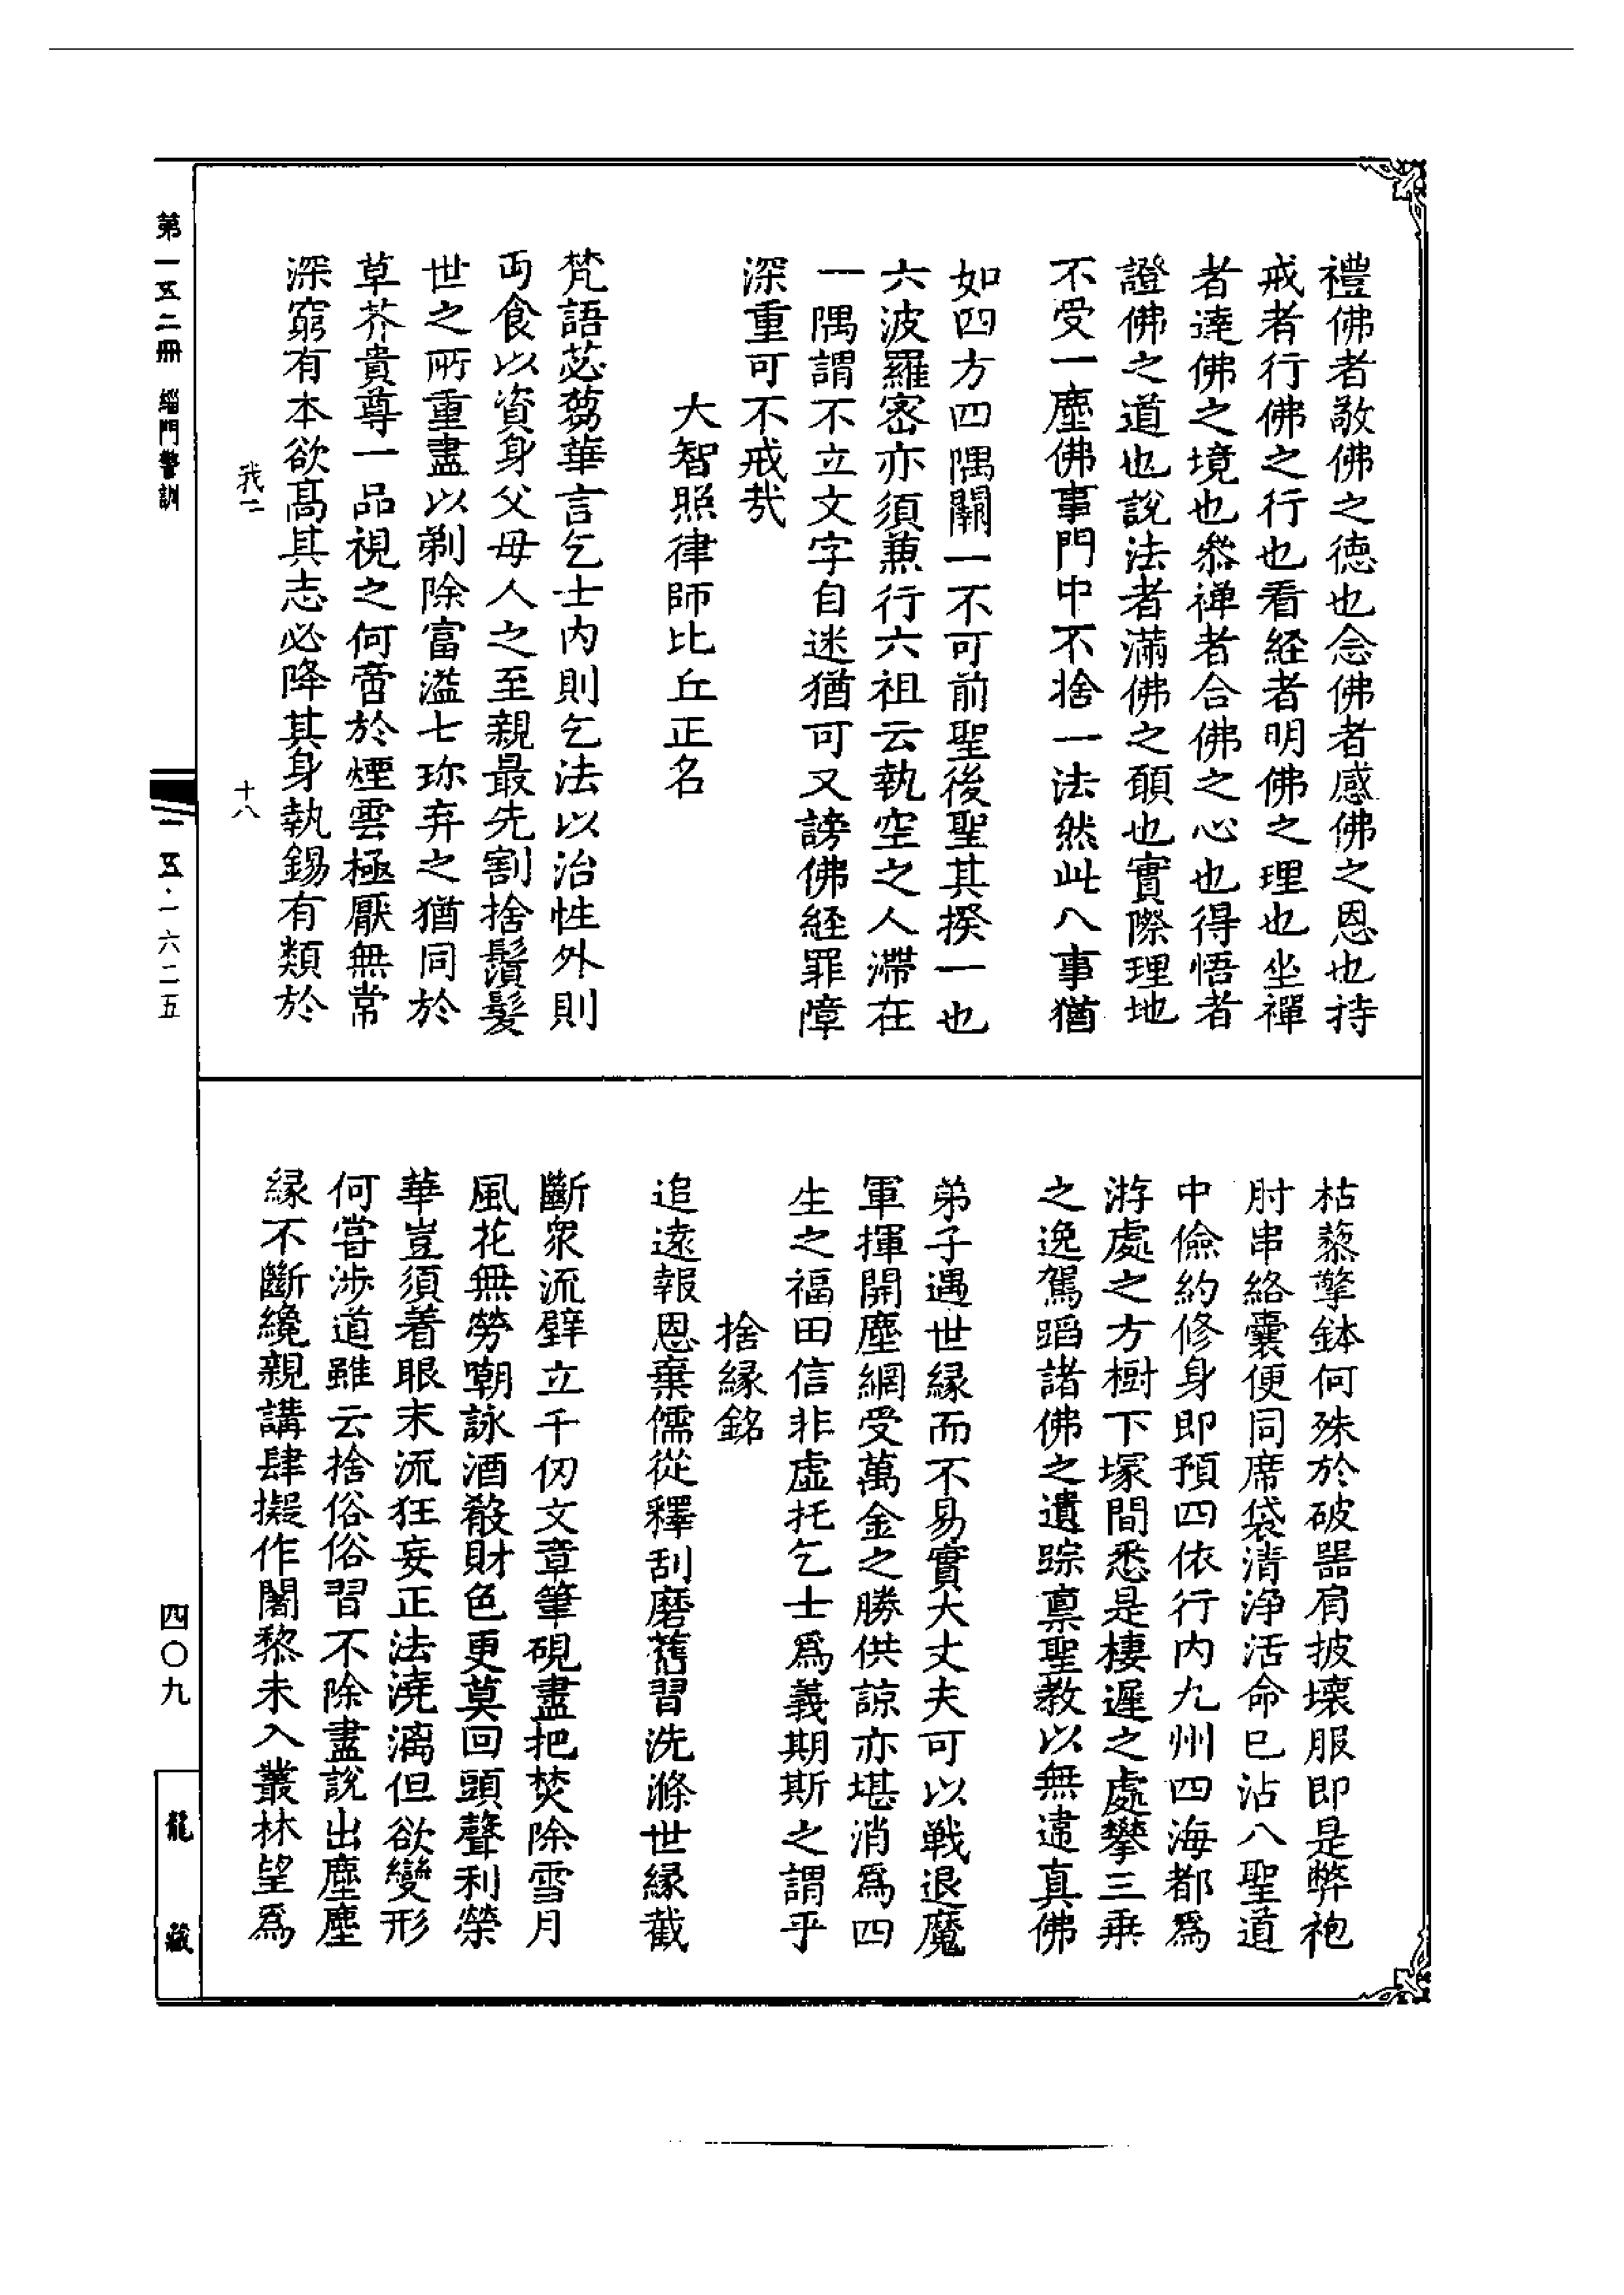 禮佛者敬佛之德也念佛者感佛之恩也持
戒者行佛之行也看経者明佛之理也坐禪
者達佛之境也叅禅者合佛之心也得悟者
證佛之道也說法者滿佛之願也實際理地
不受一塵佛事門中不捨一法然此八事猶
如四方四隅闕一不可前聖後聖其揆一也
六波羅宻亦須蕉行六祖云執空之人滯在
一隅謂不立文字自迷猶可又謗佛経罪障
深重可不戒㦲
大智照律師比丘正名
梵語苾蒭華言乞士内則乞法以治性外則
丐食以資身父母人之至親最先割捨鬚髮
世之所重盡以剃除富溢七珎弃之猶同於
草芥貴尊一品視之何啻於煙雲極厭無常
深窮有本欲髙其志必降其身執錫有類於
我二
十八
枯藜擎鉢何殊於破器肩披壊服即是弊袍
肘串絡囊便同席袋清淨活命已沾八聖道
中儉約修身即預四依行内九州四海都爲
游處之方樹下塚間悉是棲遲之處攀三乗
之逸駕蹈諸佛之遺踪禀聖教以無違真佛
弟子遇世縁而不易實大丈夫可以戦退魔
軍揮開塵網受萬金之勝供諒亦堪消爲四
生之福田信非虛托乞士爲義期斯之謂乎
捨縁銘
追遠報恩棄儒從釋刮磨舊習洗滌世縁截
斷衆流壁立千仞文章筆硯盡把焚除雪月
風花無勞嘲詠酒殽財色更莫回頭聲利榮
華豈須着眼末流狂妄正法澆漓但欲變形
何甞涉道雖云捨俗俗習不除盡說出塵塵
縁不斷纔親講肆擬作闍黎未入叢林望爲
第一五二冊 緇門警訓
一五·一六二五
四〇九
龍藏